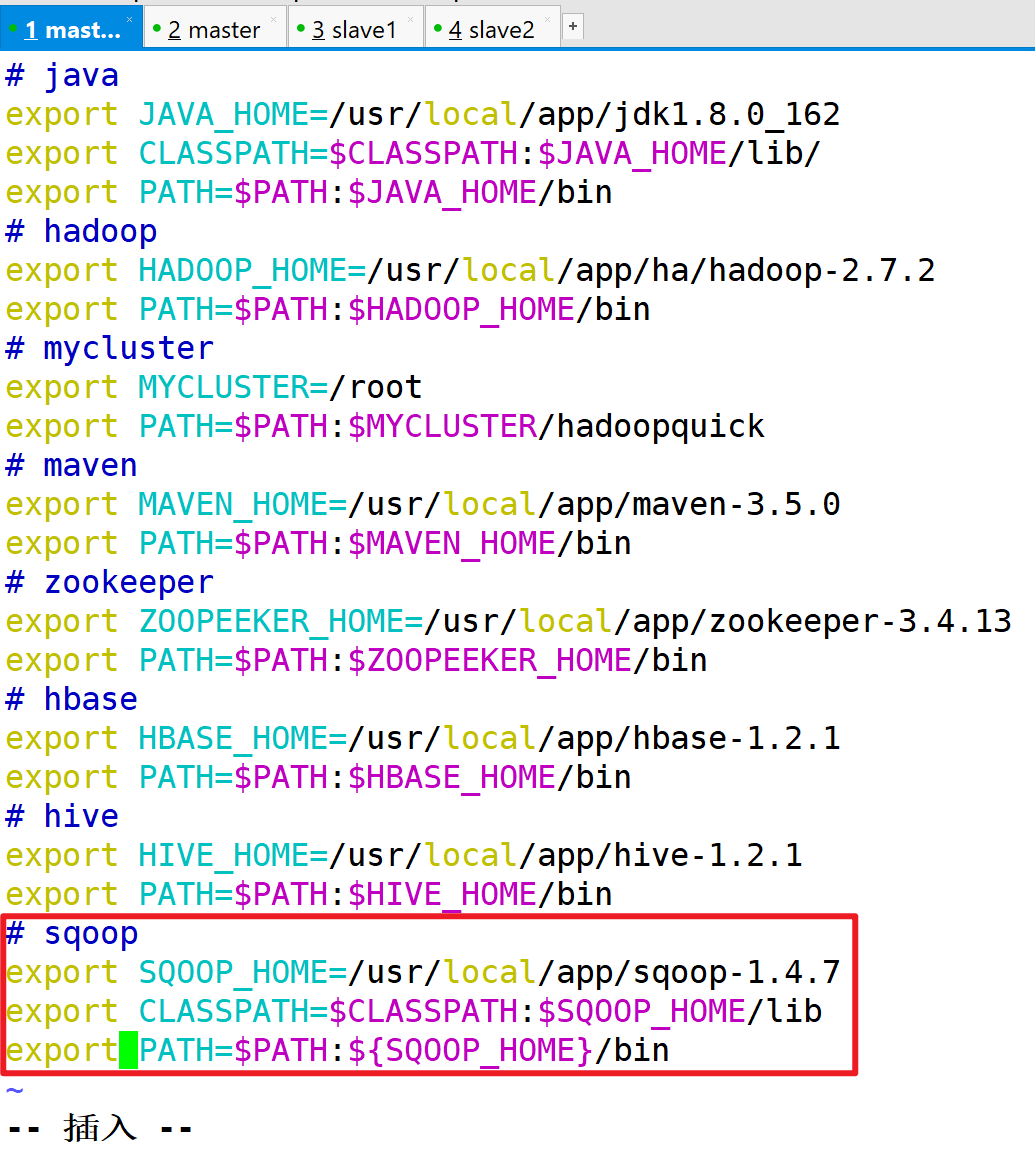 1 mast... × 2 master × 3 slave1 × 4 slave2 × +
# java
export JAVA_HOME=/usr/local/app/jdk1.8.0_162
export CLASSPATH=$CLASSPATH:$JAVA_HOME/lib/
export PATH=$PATH:$JAVA_HOME/bin
# hadoop
export HADOOP_HOME=/usr/local/app/ha/hadoop-2.7.2
export PATH=$PATH:$HADOOP_HOME/bin
# mycluster
export MYCLUSTER=/root
export PATH=$PATH:$MYCLUSTER/hadoopquick
# maven
export MAVEN_HOME=/usr/local/app/maven-3.5.0
export PATH=$PATH:$MAVEN_HOME/bin
# zookeeper
export ZOOPEEKER_HOME=/usr/local/app/zookeeper-3.4.13
export PATH=$PATH:$ZOOPEEKER_HOME/bin
# hbase
export HBASE_HOME=/usr/local/app/hbase-1.2.1
export PATH=$PATH:$HBASE_HOME/bin
# hive
export HIVE_HOME=/usr/local/app/hive-1.2.1
export PATH=$PATH:$HIVE_HOME/bin
# sqoop
export SQOOP_HOME=/usr/local/app/sqoop-1.4.7
export CLASSPATH=$CLASSPATH:$SQOOP_HOME/lib
export PATH=$PATH:${SQOOP_HOME}/bin
~
-- 插入 --